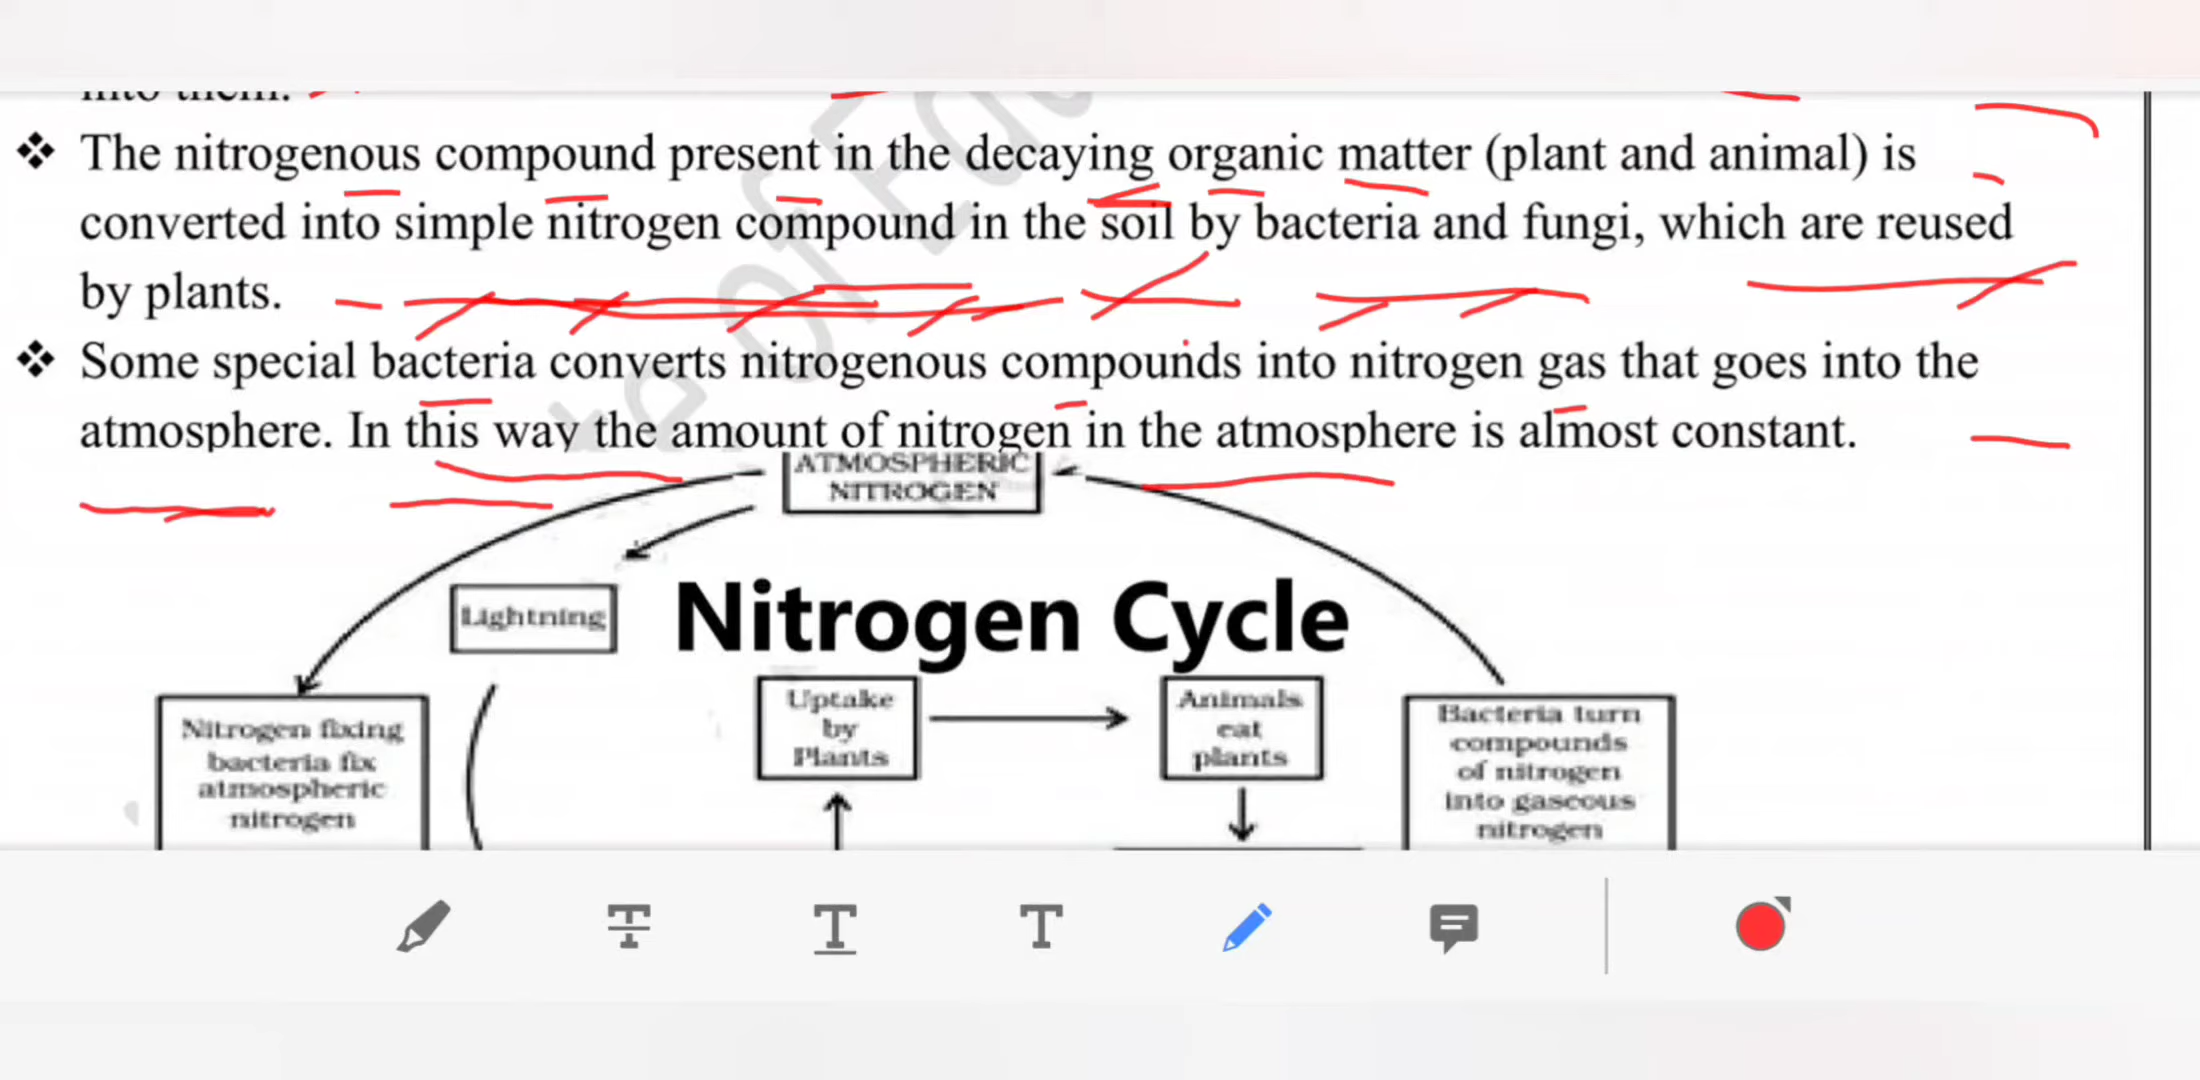 into them.
❖ The nitrogenous compound present in the decaying organic matter (plant and animal) is
converted into simple nitrogen compound in the soil by bacteria and fungi, which are reused
by plants.
❖ Some special bacteria converts nitrogenous compounds into nitrogen gas that goes into the
atmosphere. In this way the amount of nitrogen in the atmosphere is almost constant.
ATMOSPHERIC
NITROGEN
Lightning
Nitrogen Cycle
Nitrogen fixing
bacteria fix
atmospheric
nitrogen
Uptake
by
Plants
Animals
eat
plants
Bacteria turn
compounds
of nitrogen
into gaseous
nitrogen